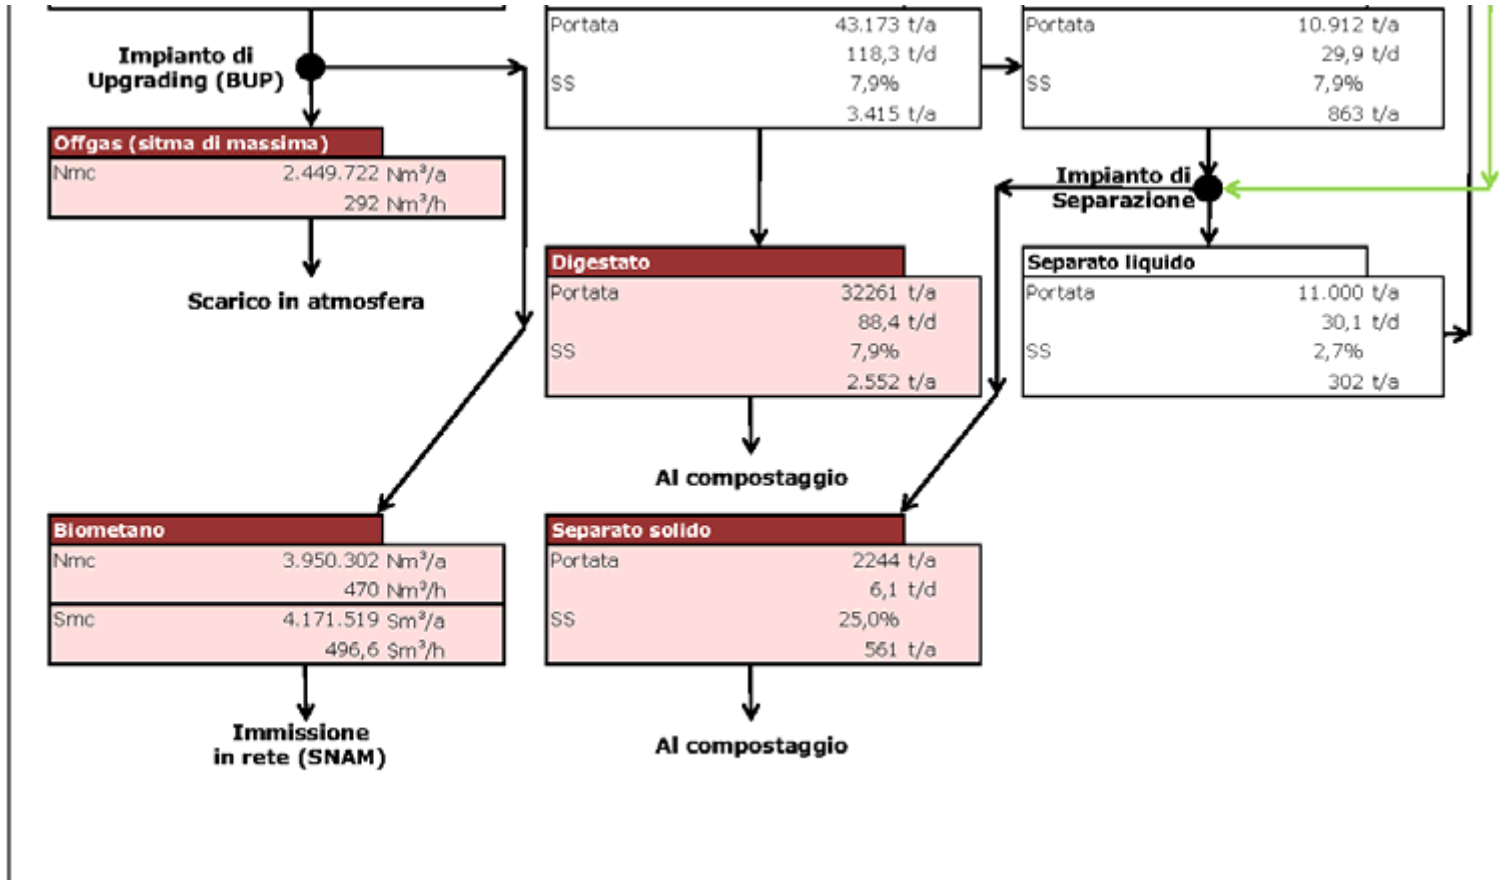 Impianto di
Upgrading (BUP)
Offgas (sitma di massima)
Nmc 2.449.722 Nm³/a
292 Nm³/h
Scarico in atmosfera
Biometano
Nmc 3.950.302 Nm³/a
470 Nm³/h
Smc 4.171.519 Sm³/a
496,6 Sm³/h
Immissione
in rete (SNAM)
Portata 43.173 t/a
118,3 t/d
SS 7,9%
3.415 t/a
Digestato
Portata 32261 t/a
88,4 t/d
SS 7,9%
2.552 t/a
Al compostaggio
Separato solido
Portata 2244 t/a
6,1 t/d
SS 25,0%
561 t/a
Al compostaggio
Portata 10.912 t/a
29,9 t/d
SS 7,9%
863 t/a
Impianto di
Separazione
Separato liquido
Portata 11.000 t/a
30,1 t/d
SS 2,7%
302 t/a